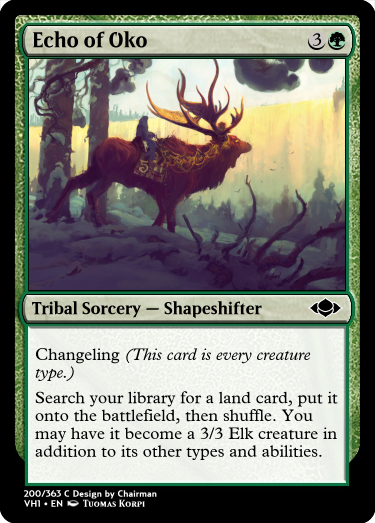 Echo of Oko 3
Tribal Sorcery — Shapeshifter
Changeling (This card is every creature
type.)
Search your library for a land card, put it
onto the battlefield, then shuffle. You
may have it become a 3/3 Elk creature in
addition to its other types and abilities.
200/363 C Design by Chairman
VH1 • EN Tuomas Korpi